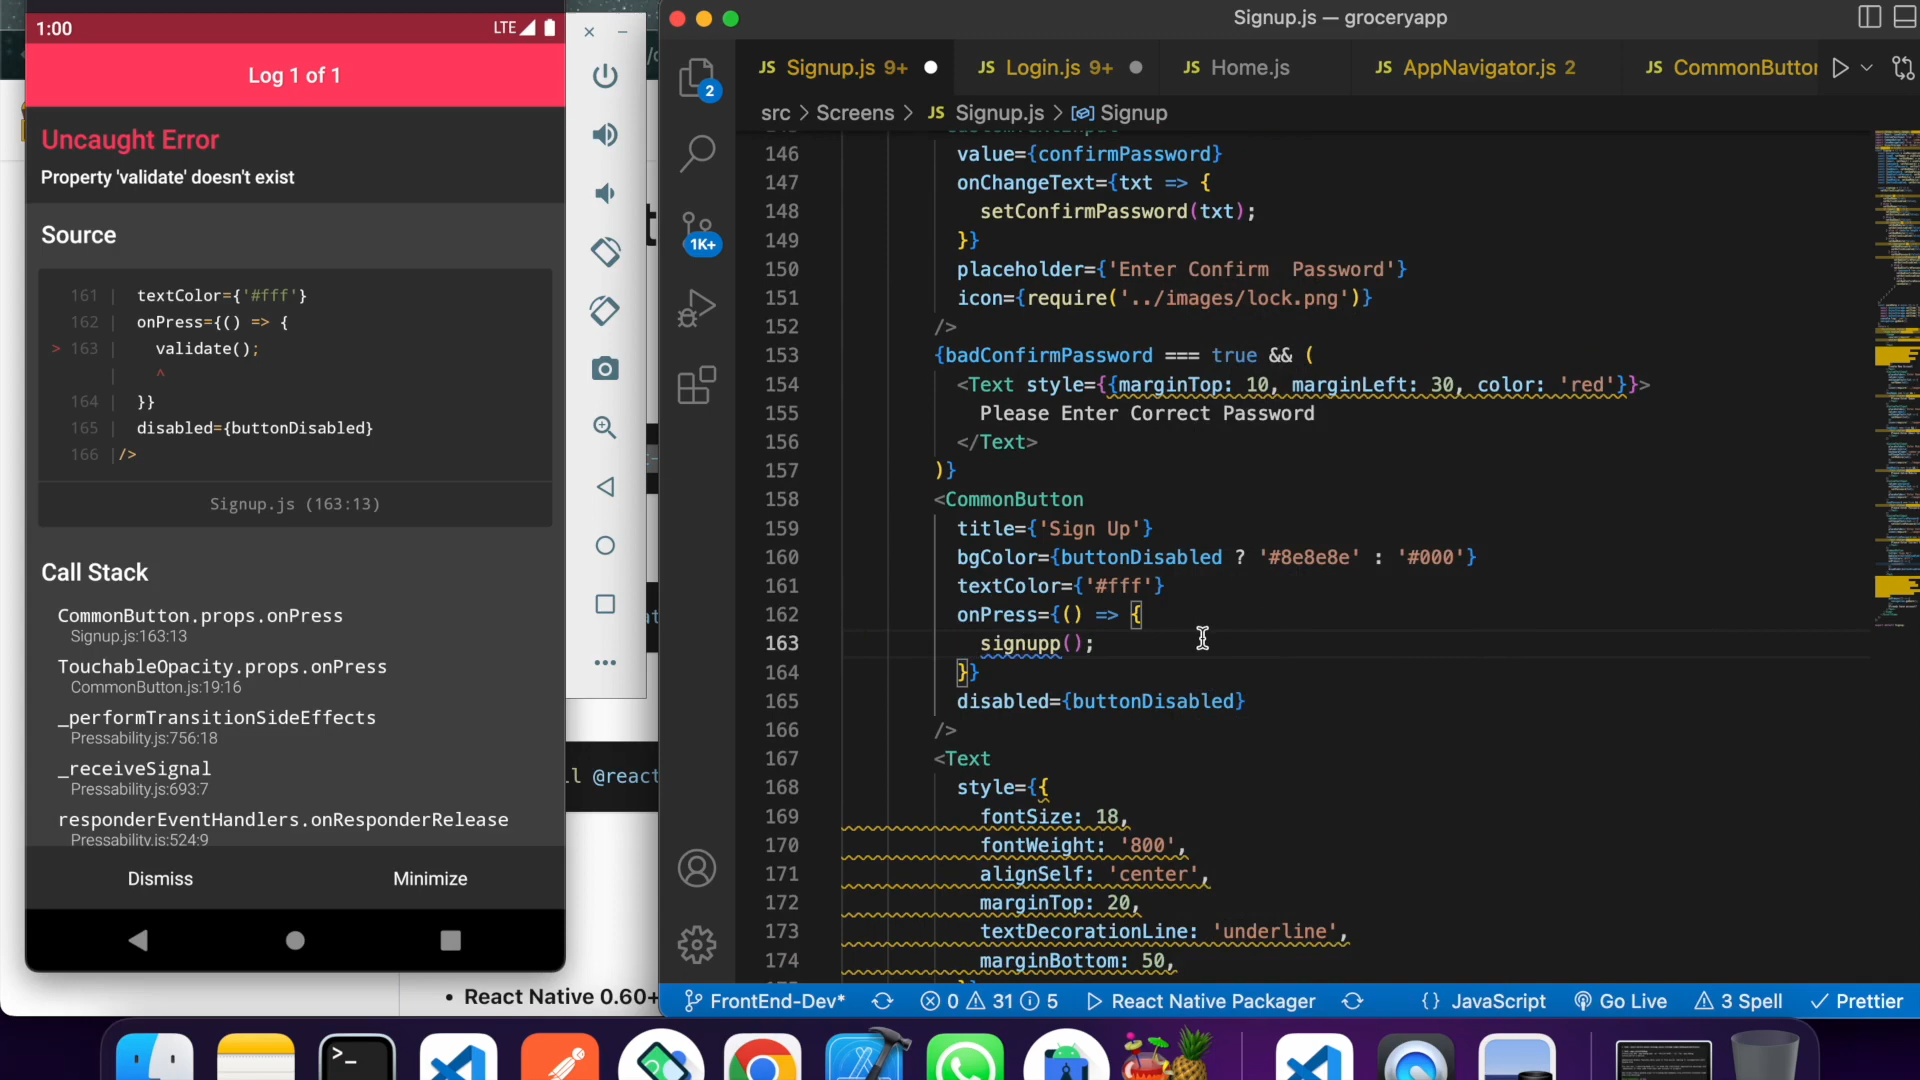 1:00
LTE
Log 1 of 1
Uncaught Error
Property 'validate' doesn't exist
Source
161 | textColor={'#fff'}
162 | onPress={() => {
> 163 | validate();
| ^
164 | }}
165 | disabled={buttonDisabled}
166 | />
Signup.js (163:13)
Call Stack
CommonButton.props.onPress
Signup.js:163:13
TouchableOpacity.props.onPress
CommonButton.js:19:16
_performTransitionSideEffects
Pressability.js:756:18
_receiveSignal
Pressability.js:693:7
responderEventHandlers.onResponderRelease
Pressability.js:524:9
Dismiss Minimize
@react
• React Native 0.60+
Signup.js — groceryapp
JS Signup.js 9+ JS Login.js 9+ JS Home.js JS AppNavigator.js 2 JS
src > Screens > JS Signup.js > Signup
2
1K+
146 value={confirmPassword}
147 onChangeText={txt => {
148 setConfirmPassword(txt);
149 }}
150 placeholder={'Enter Confirm  Password'}
151 icon={require('../images/lock.png')}
152 />
153 {badConfirmPassword === true && (
154 <Text style={{marginTop: 10, marginLeft: 30, color: 'red'}}>
155 Please Enter Correct Password
156 </Text>
157 )}
158 <CommonButton
159 title={'Sign Up'}
160 bgColor={buttonDisabled ? '#8e8e8e' : '#000'}
161 textColor={'#fff'}
162 onPress={() => {
163 signupp();
164 }}
165 disabled={buttonDisabled}
166 />
167 <Text
168 style={{
169 fontSize: 18,
170 fontWeight: '800',
171 alignSelf: 'center',
172 marginTop: 20,
173 textDecorationLine: 'underline',
174 marginBottom: 50,
FrontEnd-Dev* 0 31 5 React Native Packager {} JavaScript Go Live 3 Spell Prettier